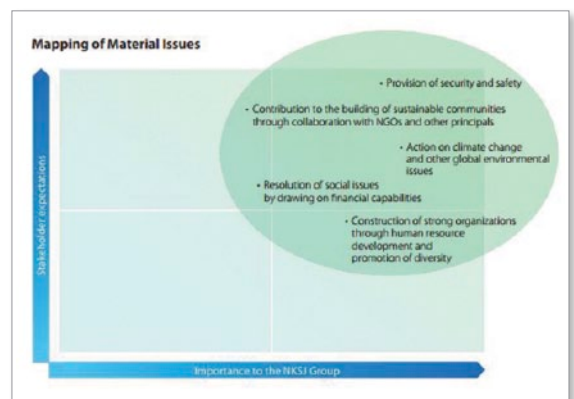 Mapping of Material Issues
Stakeholder expectations
• Provision of security and safety
• Contribution to the building of sustainable communities
through collaboration with NGOs and other principals
• Action on climate change
and other global environmental
issues
• Resolution of social issues
by drawing on financial capabilities
• Construction of strong organizations
through human resource
development and
promotion of diversity
Importance to the NKSJ Group